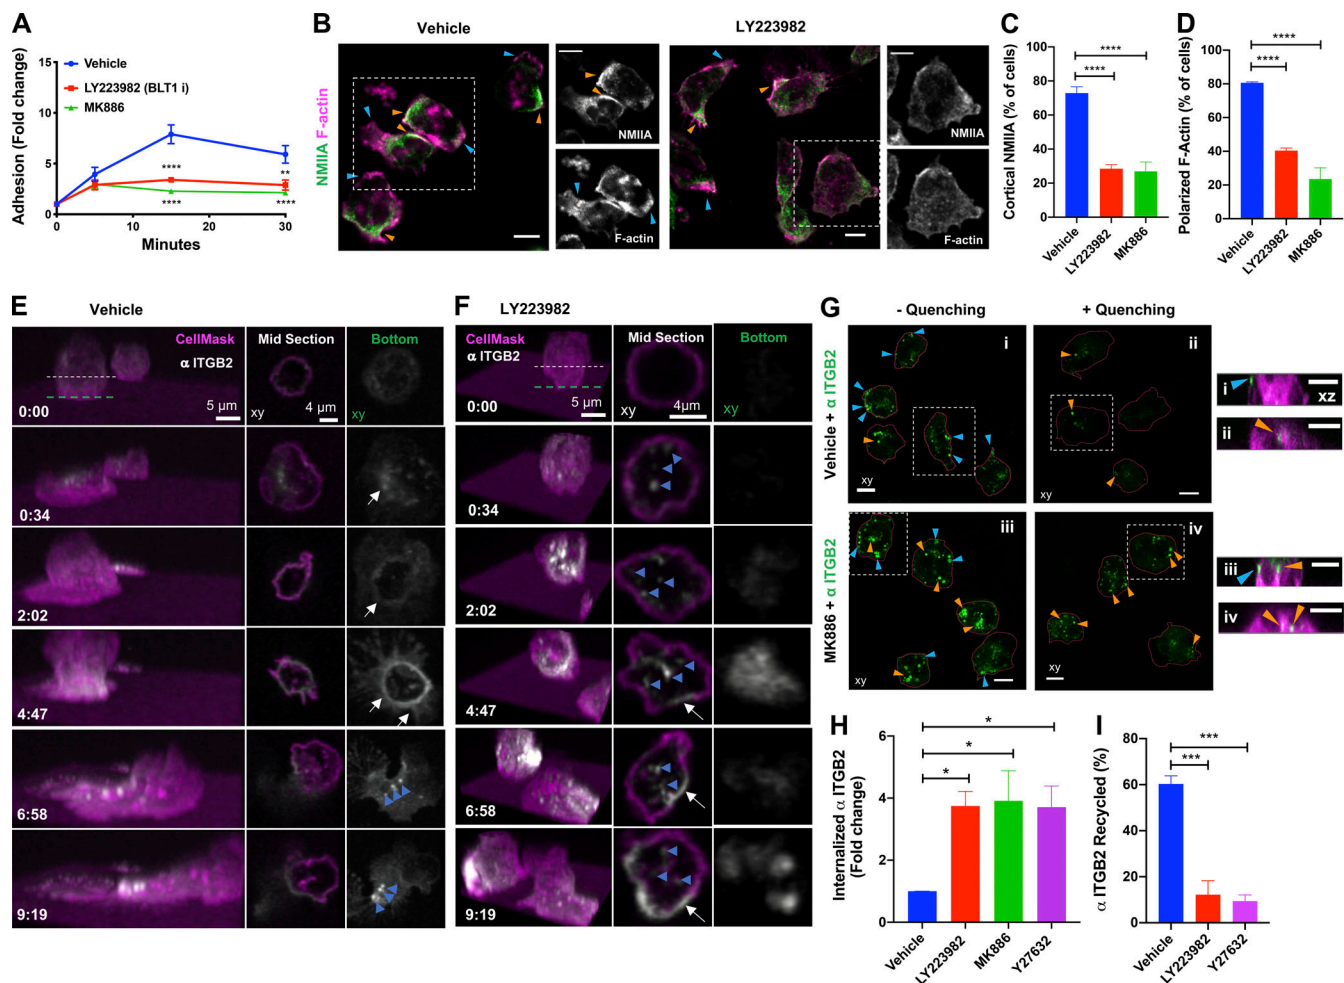 A
Adhesion (Fold change)
15
10
5
0
0
10
20
30
Minutes
Vehicle
LY223982 (BLT1 i)
MK886
****
**
****
****
B
Vehicle
LY223982
NMIIA F-actin
NMIIA
F-actin
NMIIA
F-actin
C
Cortical NMIIA (% of cells)
100
80
60
40
20
0
****
****
Vehicle
LY223982
MK886
D
Polarized F-Actin (% of cells)
100
80
60
40
20
0
****
****
Vehicle
LY223982
MK886
E
Vehicle
CellMask
α ITGB2
Mid Section
Bottom
0:00
5 µm
4 µm
xy
0:34
2:02
4:47
6:58
9:19
F
LY223982
CellMask
α ITGB2
Mid Section
Bottom
0:00
5 µm
xy
4µm
xy
0:34
2:02
4:47
6:58
9:19
G
- Quenching
+ Quenching
Vehicle + α ITGB2
MK886 + α ITGB2
i
xy
ii
xy
iii
xy
iv
xy
i
xz
ii
iii
iv
H
Internalized α ITGB2
(Fold change)
6
4
2
0
*
*
*
Vehicle
LY223982
MK886
Y27632
I
α ITGB2 Recycled (%)
80
60
40
20
0
***
***
Vehicle
LY223982
Y27632